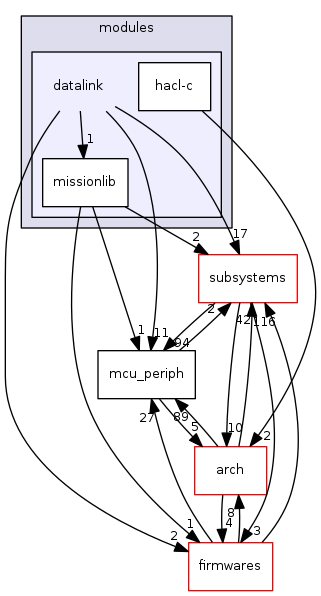 modules
datalink
hacl-c
1
missionlib
2
17
subsystems
2
94
42
116
1
11
mcu_periph
27
89
5
10
2
arch
8
4
1
2
3
firmwares